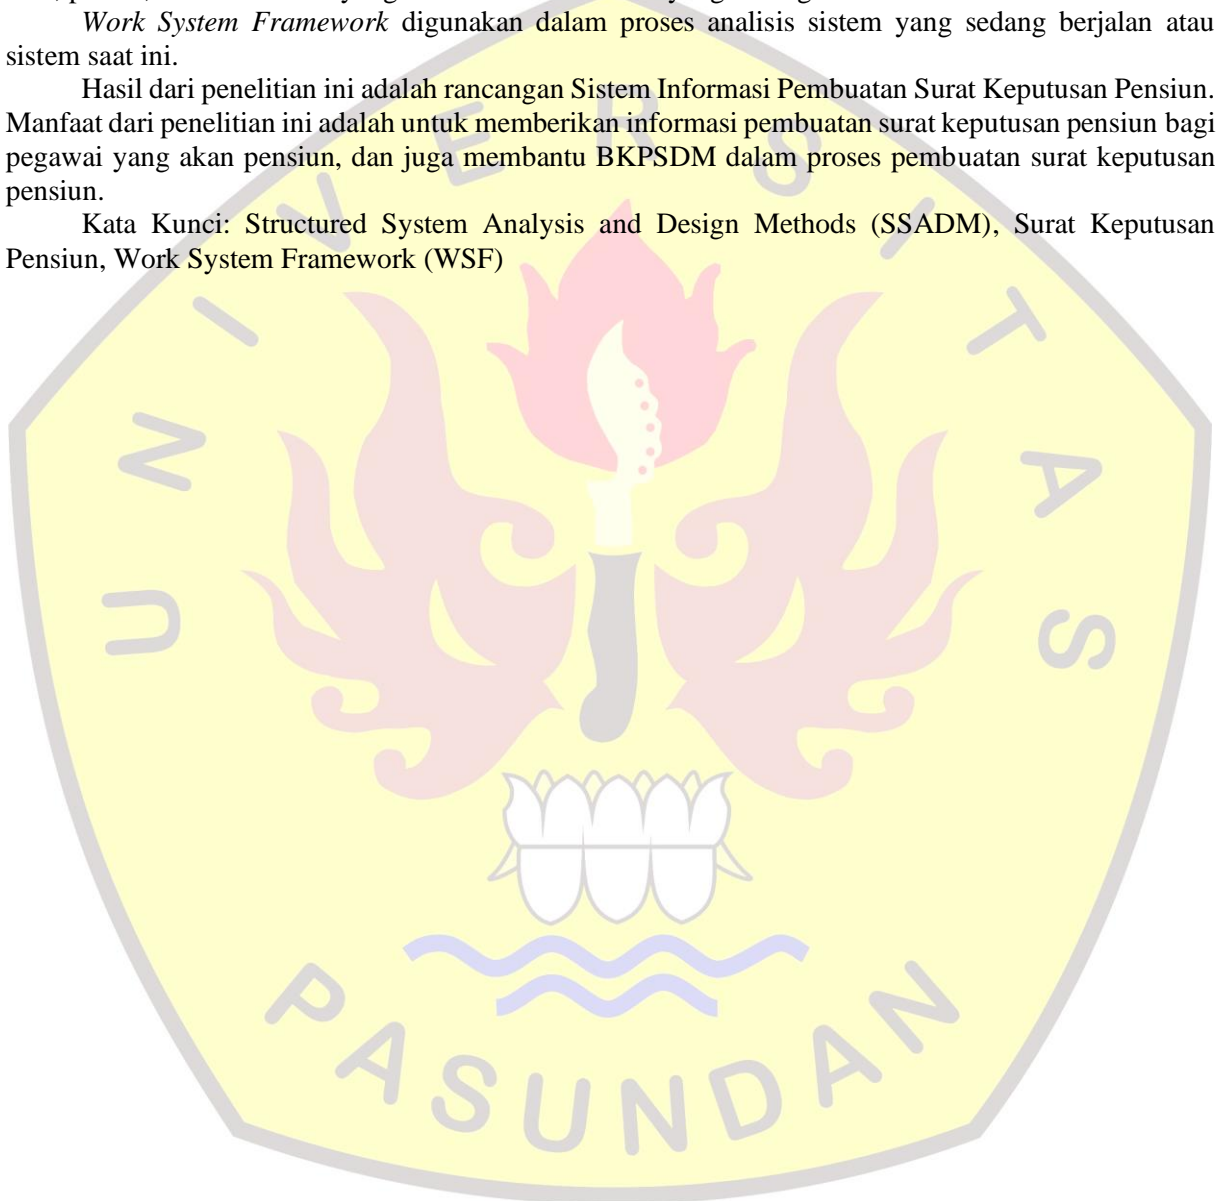 Work System Framework digunakan dalam proses analisis sistem yang sedang berjalan atau
sistem saat ini.
Hasil dari penelitian ini adalah rancangan Sistem Informasi Pembuatan Surat Keputusan Pensiun.
Manfaat dari penelitian ini adalah untuk memberikan informasi pembuatan surat keputusan pensiun bagi
pegawai yang akan pensiun, dan juga membantu BKPSDM dalam proses pembuatan surat keputusan
pensiun.
Kata Kunci: Structured System Analysis and Design Methods (SSADM), Surat Keputusan
Pensiun, Work System Framework (WSF)
UNIVERSITAS
PASUNDAN